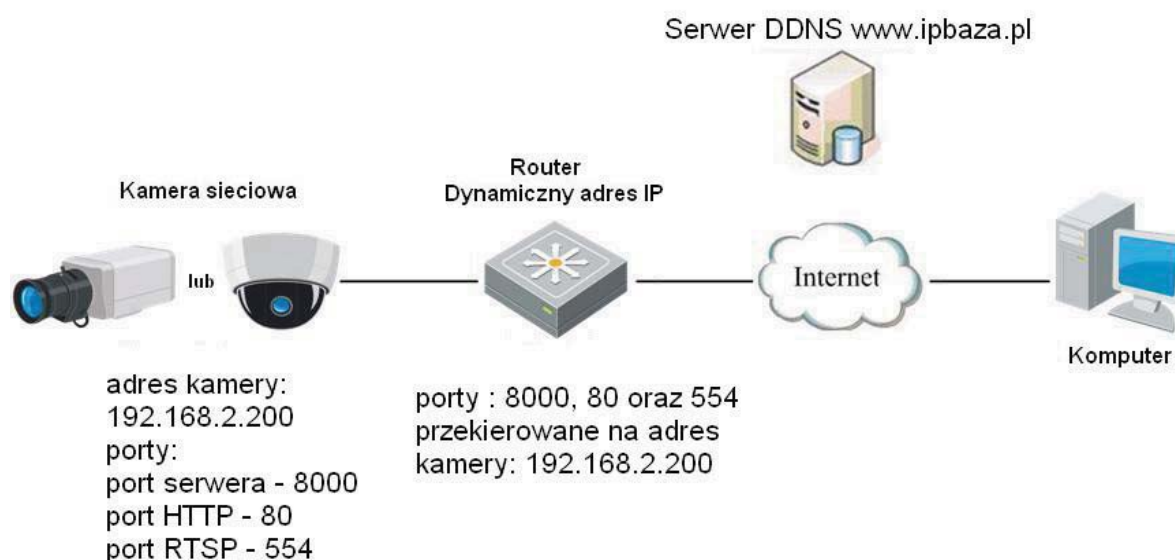 Serwer DDNS www.ipbaza.pl
Router
Dynamiczny adres IP
Kamera sieciowa
lub
Internet
Komputer
adres kamery:
192.168.2.200
porty:
port serwera - 8000
port HTTP - 80
port RTSP - 554
porty : 8000, 80 oraz 554
przekierowane na adres
kamery: 192.168.2.200